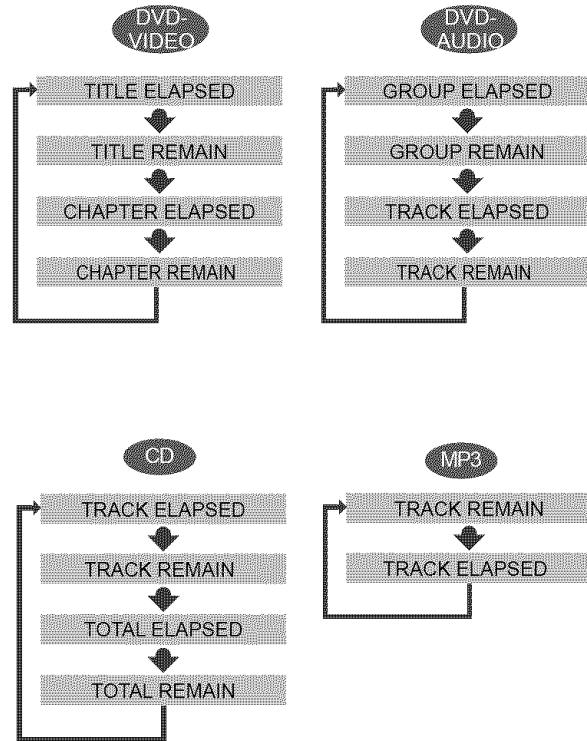 DVD-
VIDEO
TITLE ELAPSED
TITLE REMAIN
CHAPTER ELAPSED
CHAPTER REMAIN
DVD-
AUDIO
GROUP ELAPSED
GROUP REMAIN
TRACK ELAPSED
TRACK REMAIN
CD
TRACK ELAPSED
TRACK REMAIN
TOTAL ELAPSED
TOTAL REMAIN
MP3
TRACK REMAIN
TRACK ELAPSED